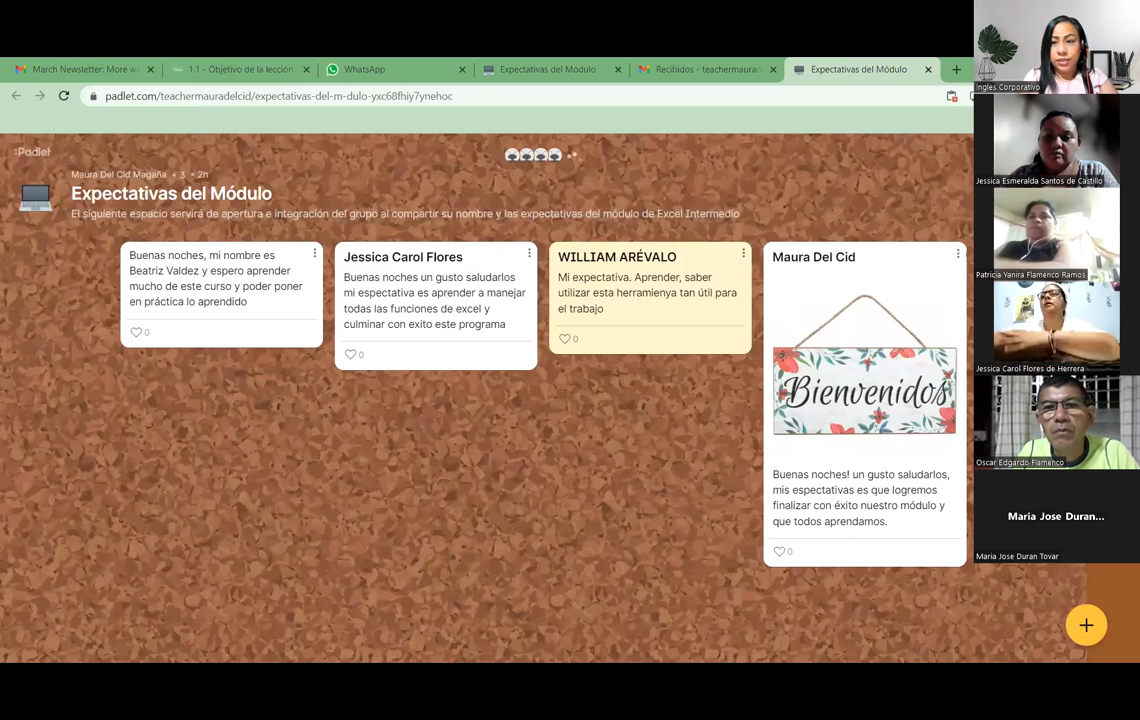 March Newsletter: More w
1.1 - Objetivo de la lección
WhatsApp
Expectativas del Módulo
Recibidos - teachermaurad
Expectativas del Módulo
padlet.com/teachermauradelcid/expectativas-del-m-dulo-yxc68fhiy7ynehoc
:Padlet
Maura Del Cid Magaña + 3 • 2h
Expectativas del Módulo
El siguiente espacio servirá de apertura e integración del grupo al compartir su nombre y las expectativas del módulo de Excel Intermedio
Buenas noches, mi nombre es
Beatriz Valdez y espero aprender
mucho de este curso y poder poner
en práctica lo aprendido
0
Jessica Carol Flores
Buenas noches un gusto saludarlos
mi espectativa es aprender a manejar
todas las funciones de excel y
culminar con exito este programa
0
WILLIAM ARÉVALO
Mi expectativa. Aprender, saber
utilizar esta herramienya tan útil para
el trabajo
0
Maura Del Cid
Bienvenidos
Buenas noches! un gusto saludarlos,
mis espectativas es que logremos
finalizar con éxito nuestro módulo y
que todos aprendamos.
0
Ingles Corporativo
Jessica Esmeralda Santos de Castillo
Patricia Yanira Flamenco Ramos
Jessica Carol Flores de Herrera
Oscar Edgardo Flamenco
Maria Jose Duran...
Maria Jose Duran Tovar